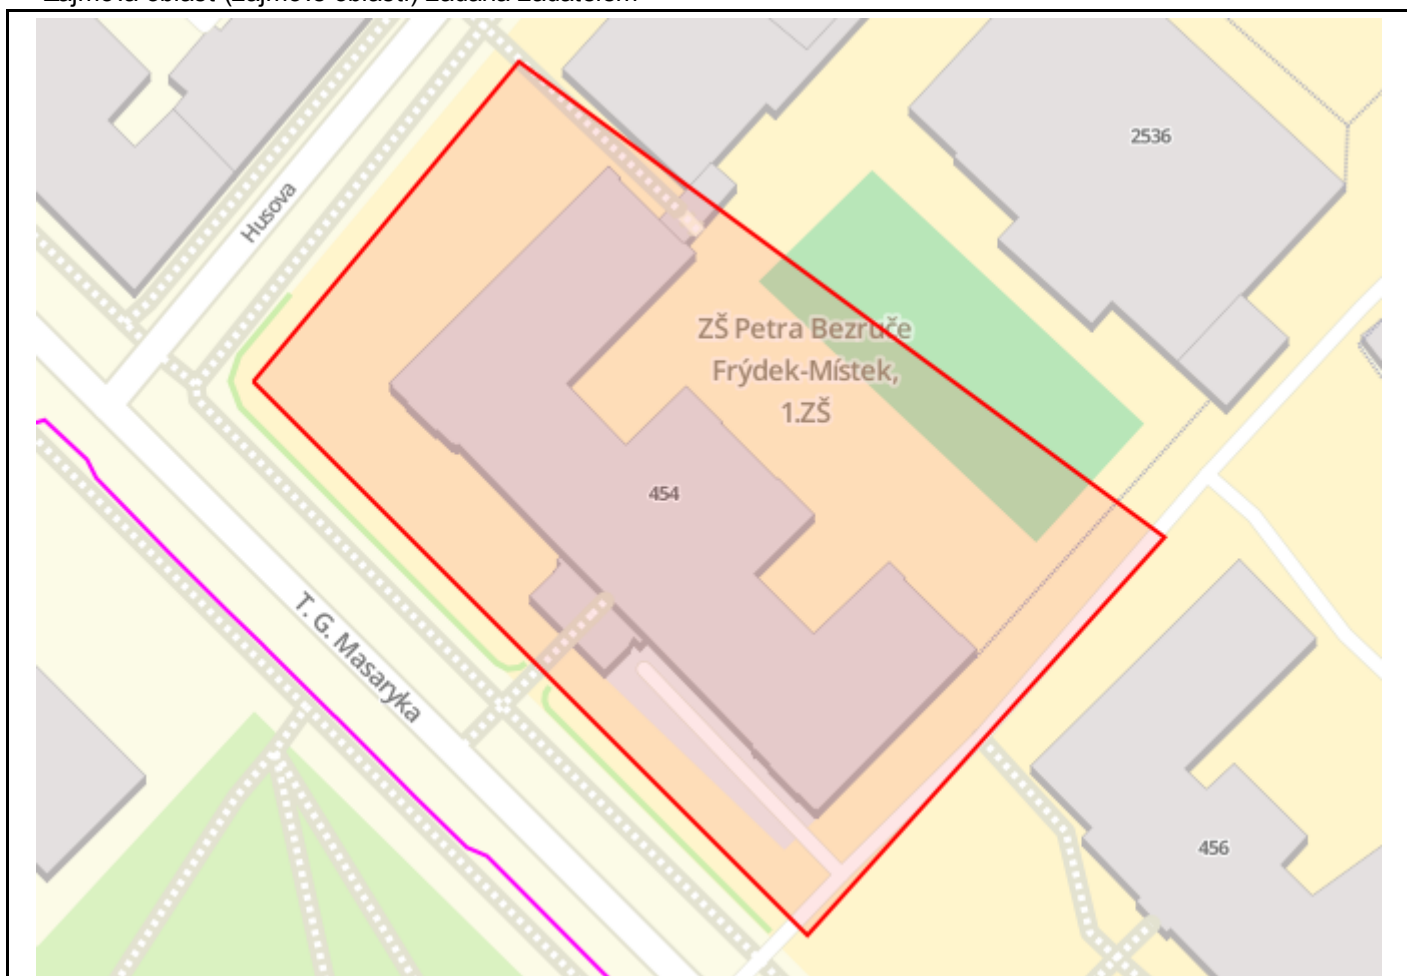 Zájmová oblast (zájmové oblasti) zadaná žadatelem
2536
Husova
ZŠ Petra Bezruče
Frýdek-Místek,
1.ZŠ
454
T. G. Masaryka
456